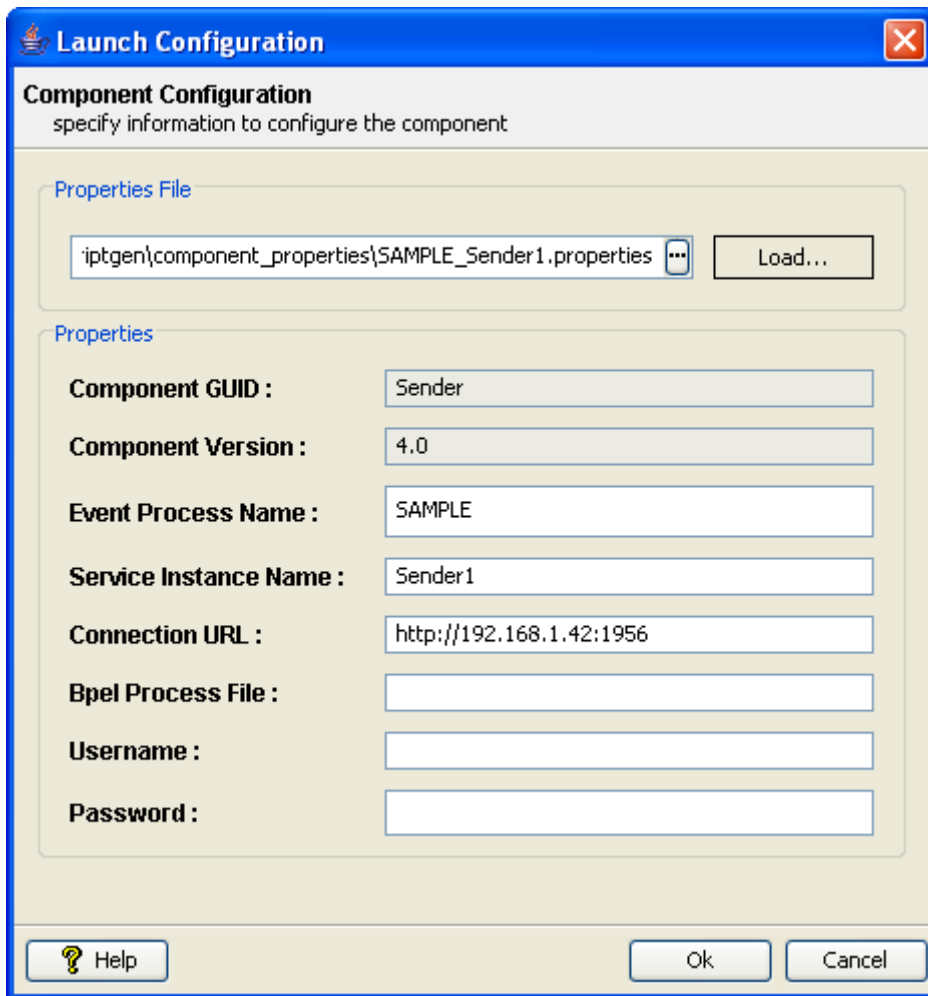 Launch Configuration
Component Configuration
specify information to configure the component
Properties File
iptgen\component_properties\SAMPLE_Sender1.properties ... Load...
Properties
Component GUID : Sender
Component Version : 4.0
Event Process Name : SAMPLE
Service Instance Name : Sender1
Connection URL : http://192.168.1.42:1956
Bpel Process File :
Username :
Password :
Help Ok Cancel